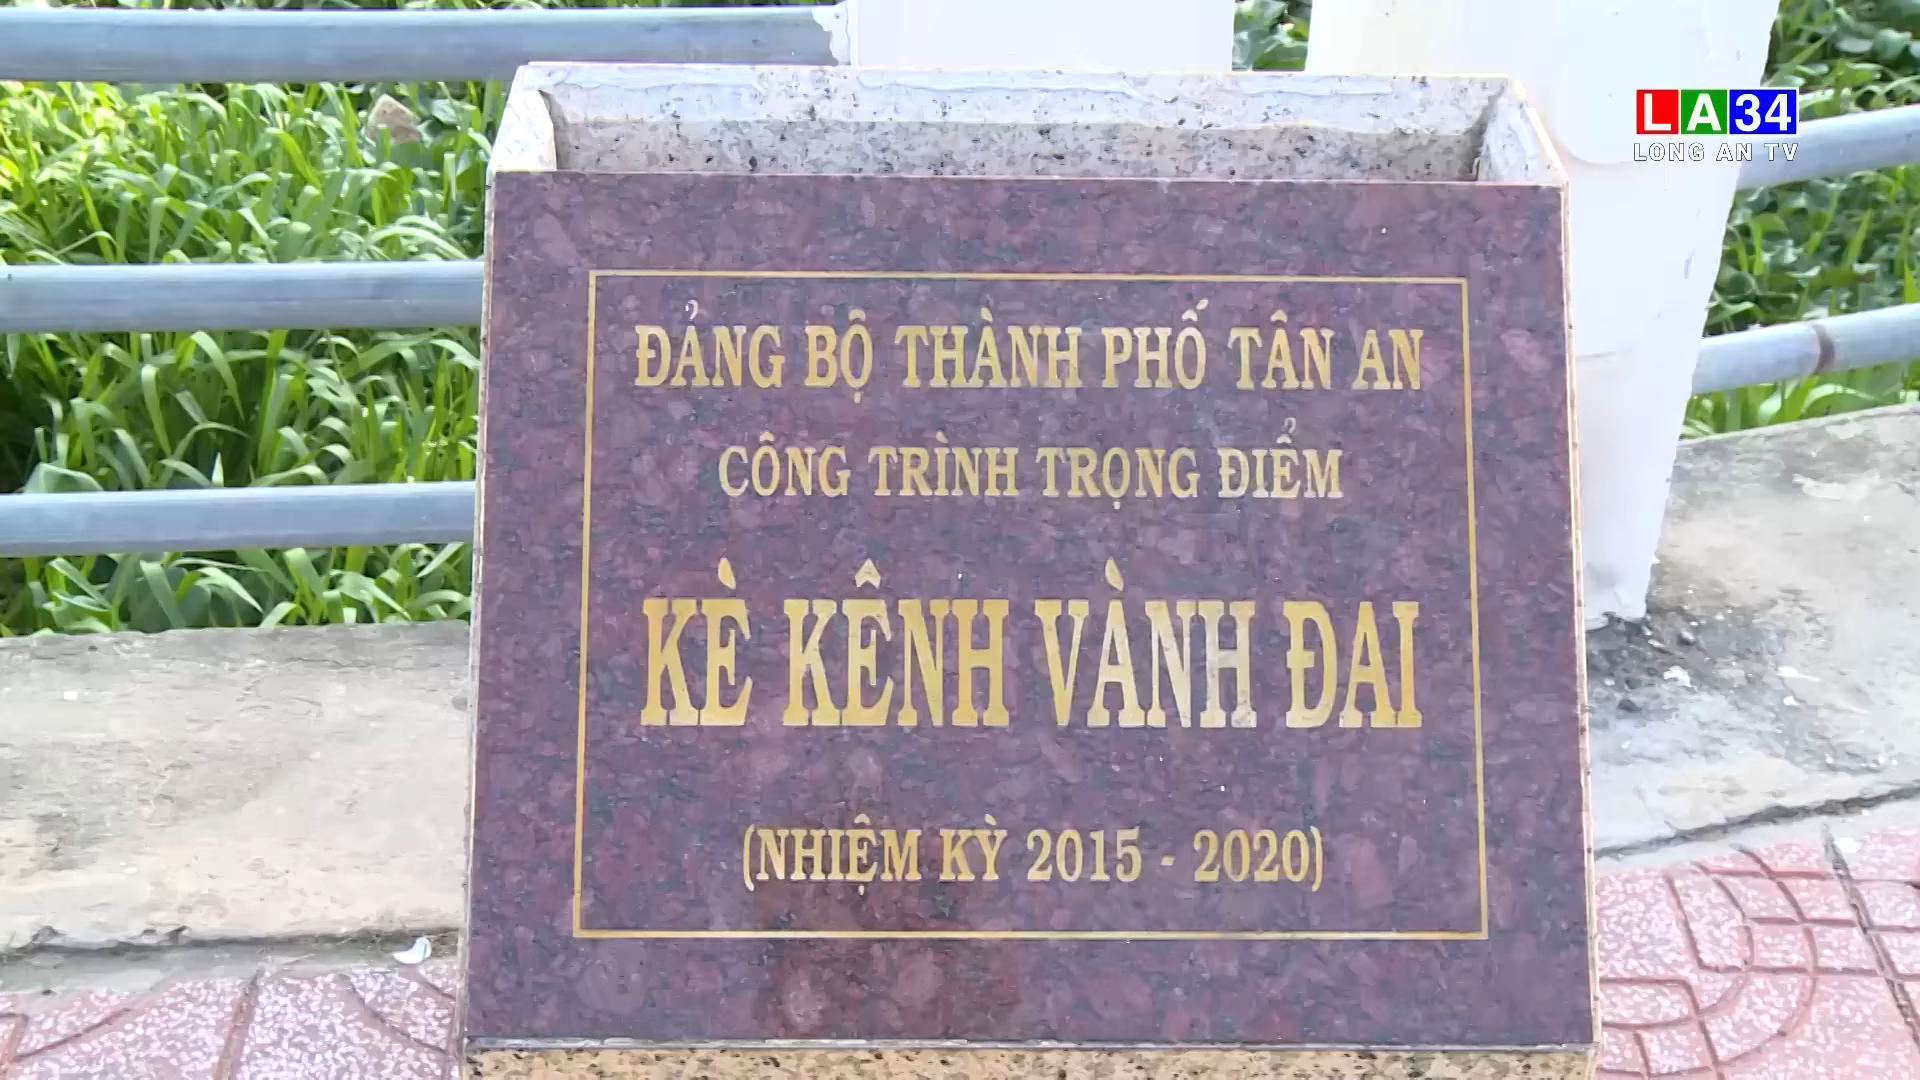 LA34
LONG AN TV
ĐẢNG BỘ THÀNH PHỐ TÂN AN
CÔNG TRÌNH TRỌNG ĐIỂM
KÈ KÊNH VÀNH ĐAI
(NHIỆM KỲ 2015 - 2020)